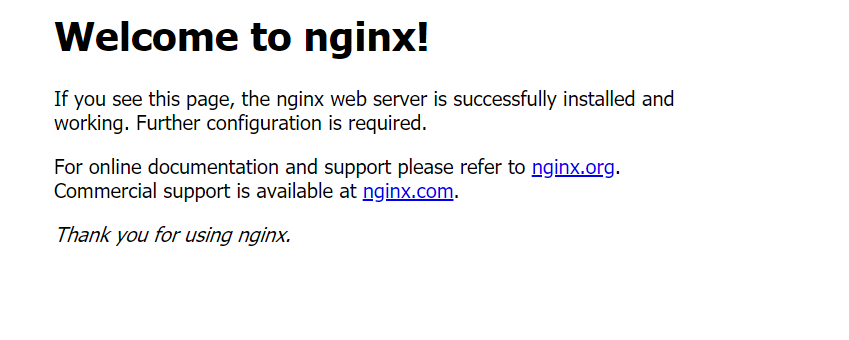 Welcome to nginx!
If you see this page, the nginx web server is successfully installed and
working. Further configuration is required.
For online documentation and support please refer to nginx.org.
Commercial support is available at nginx.com.
Thank you for using nginx.